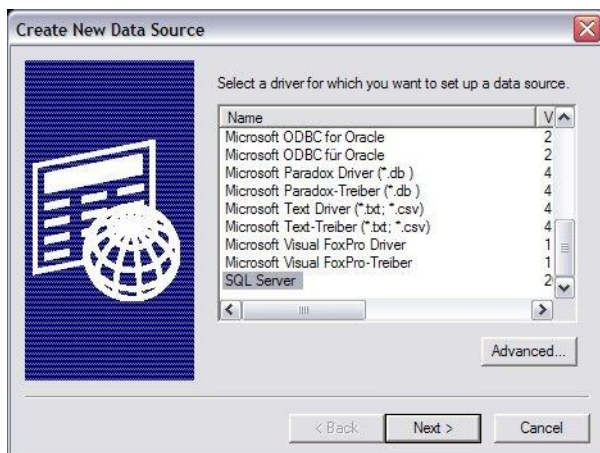 Create New Data Source
Select a driver for which you want to set up a data source.
Name V
Microsoft ODBC for Oracle 2
Microsoft ODBC für Oracle 2
Microsoft Paradox Driver (*.db ) 4
Microsoft Paradox-Treiber (*.db ) 4
Microsoft Text Driver (*.txt; *.csv) 4
Microsoft Text-Treiber (*.txt; *.csv) 4
Microsoft Visual FoxPro Driver 1
Microsoft Visual FoxPro-Treiber 1
SQL Server 2
Advanced...
< Back Next > Cancel